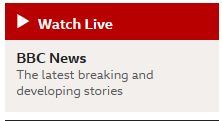 Watch Live
BBC News
The latest breaking and
developing stories